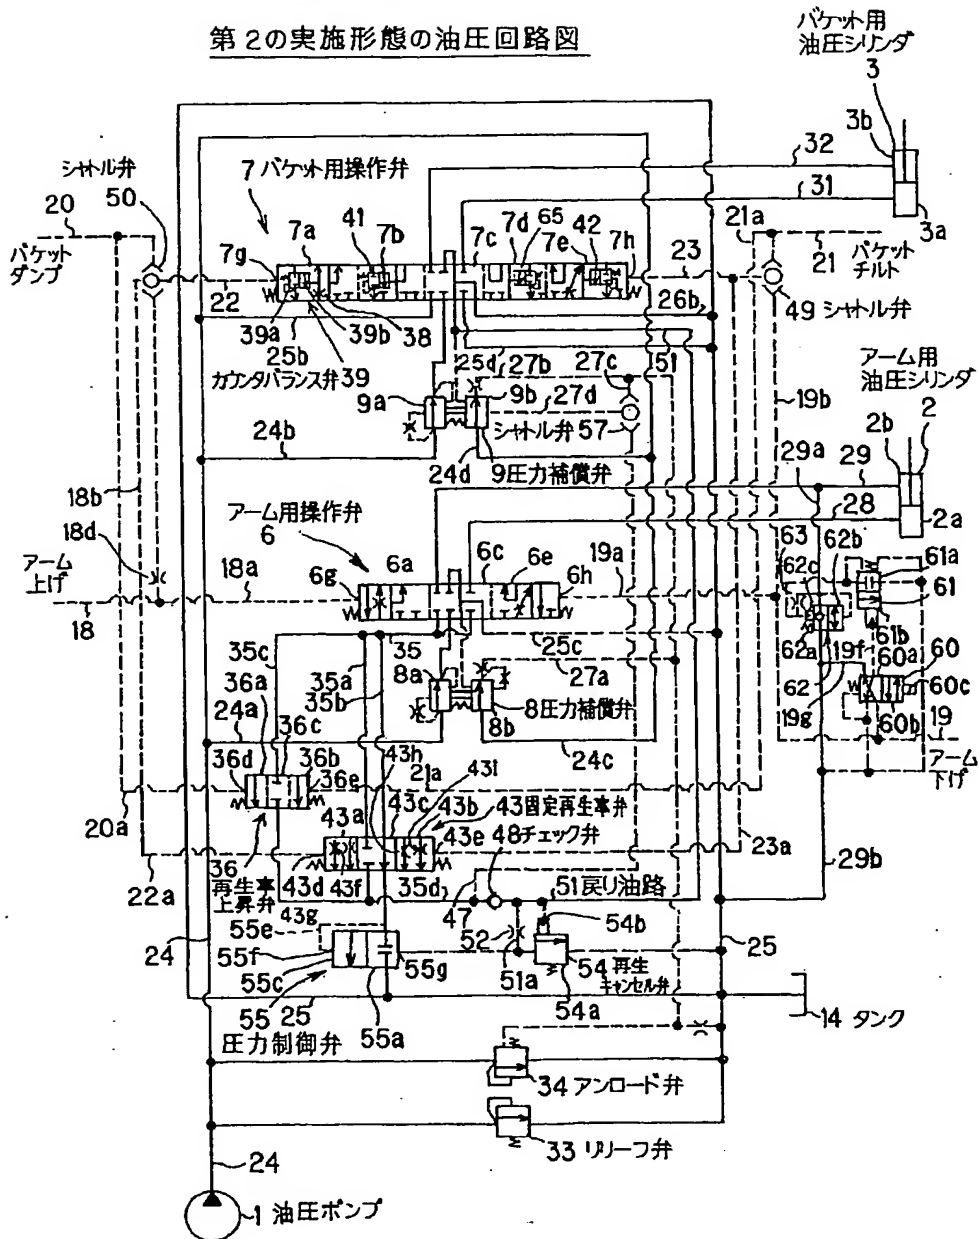 第2の実施形態の油圧回路図
バケット用
油圧シリンダ
3
3b
シャトル弁
50
7 バケット用操作弁
32
31
20
バケット
ダンプ
7g
7a
41
7b
7c
7d
65
7e
42
7h
23
21a
21
バケット
チルト
3a
22
39a
25b
39b
38
26b
49 シャトル弁
カウンタバランス弁 39
25d
27b
27c
51
アーム用
油圧シリンダ
9a
9b
27d
シャトル弁 57
19b
2b
2
24b
24d
9圧力補償弁
29a
29
18b
アーム用操作弁
6
28
2a
18d
アーム
上げ
18
18a
6g
6a
6c
6e
6h
19a
63
62b
62c
61a
61
35c
35
25c
62a
19f
61b
36a
35a
35b
8a
27a
60a
60
24a
36c
8b
8圧力補償弁
62
19g
60c
36d
36b
36e
43h
21a
43i
24c
60b
19
アーム
下げ
20a
43a
43c
43b
43固定再生率弁
36
再生率
上昇弁
43e
48チェック弁
23a
29b
22a
43d
43f
35d
51戻り油路
43g
47
55e
52
54b
25
24
55f
55c
55g
51a
54再生
キャンセル弁
55
25
55a
54a
14 タンク
圧力制御弁
34アンロード弁
33リリーフ弁
24
1 油圧ポンプ